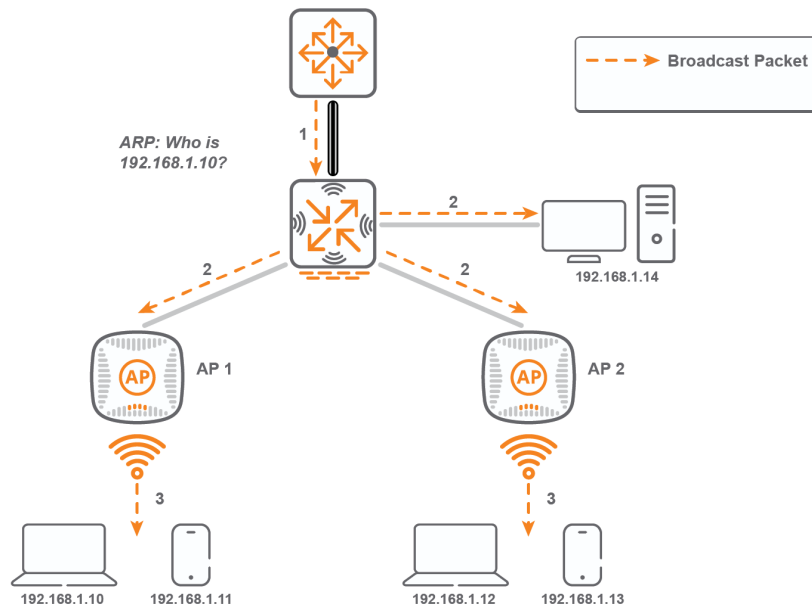 Broadcast Packet
1
ARP: Who is
192.168.1.10?
2
192.168.1.14
2
2
AP
AP 1
AP
AP 2
3
3
192.168.1.10
192.168.1.11
192.168.1.12
192.168.1.13